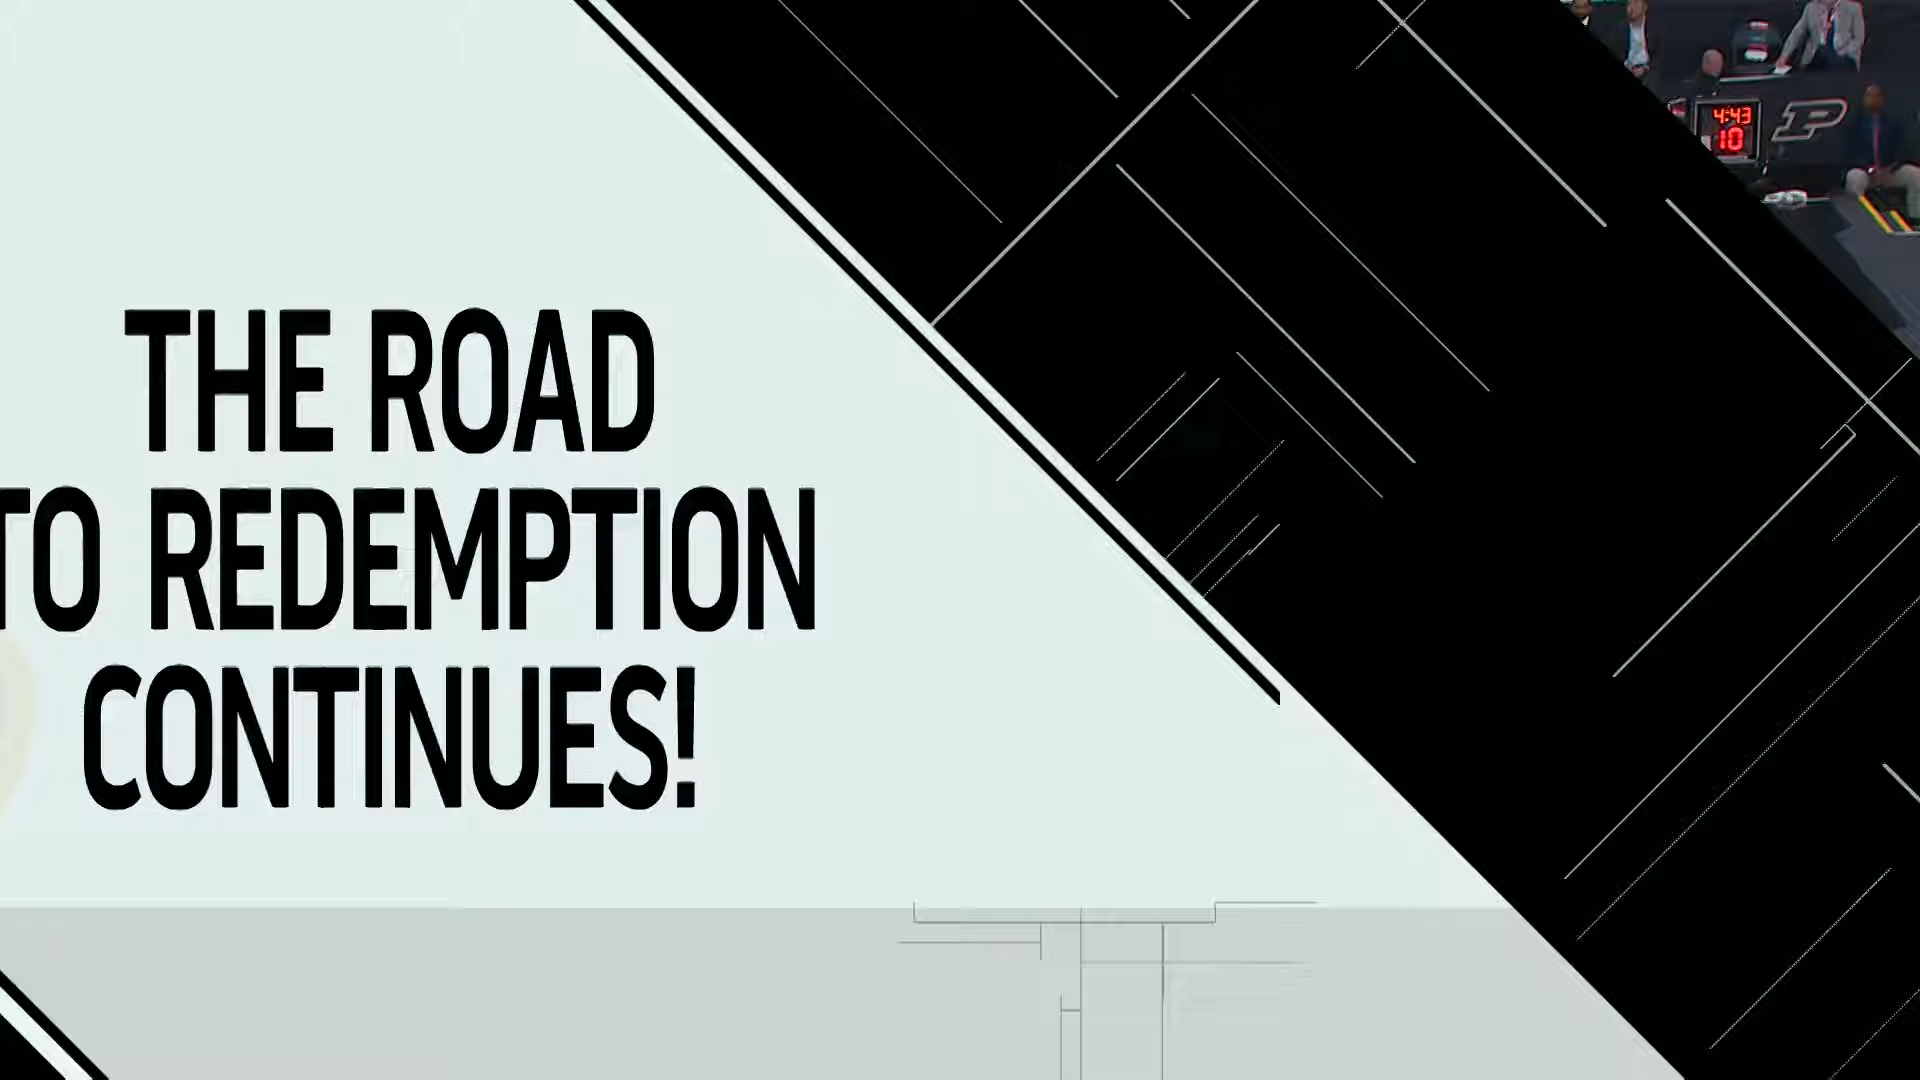 THE ROAD
TO REDEMPTION
CONTINUES!
4:43
10
P